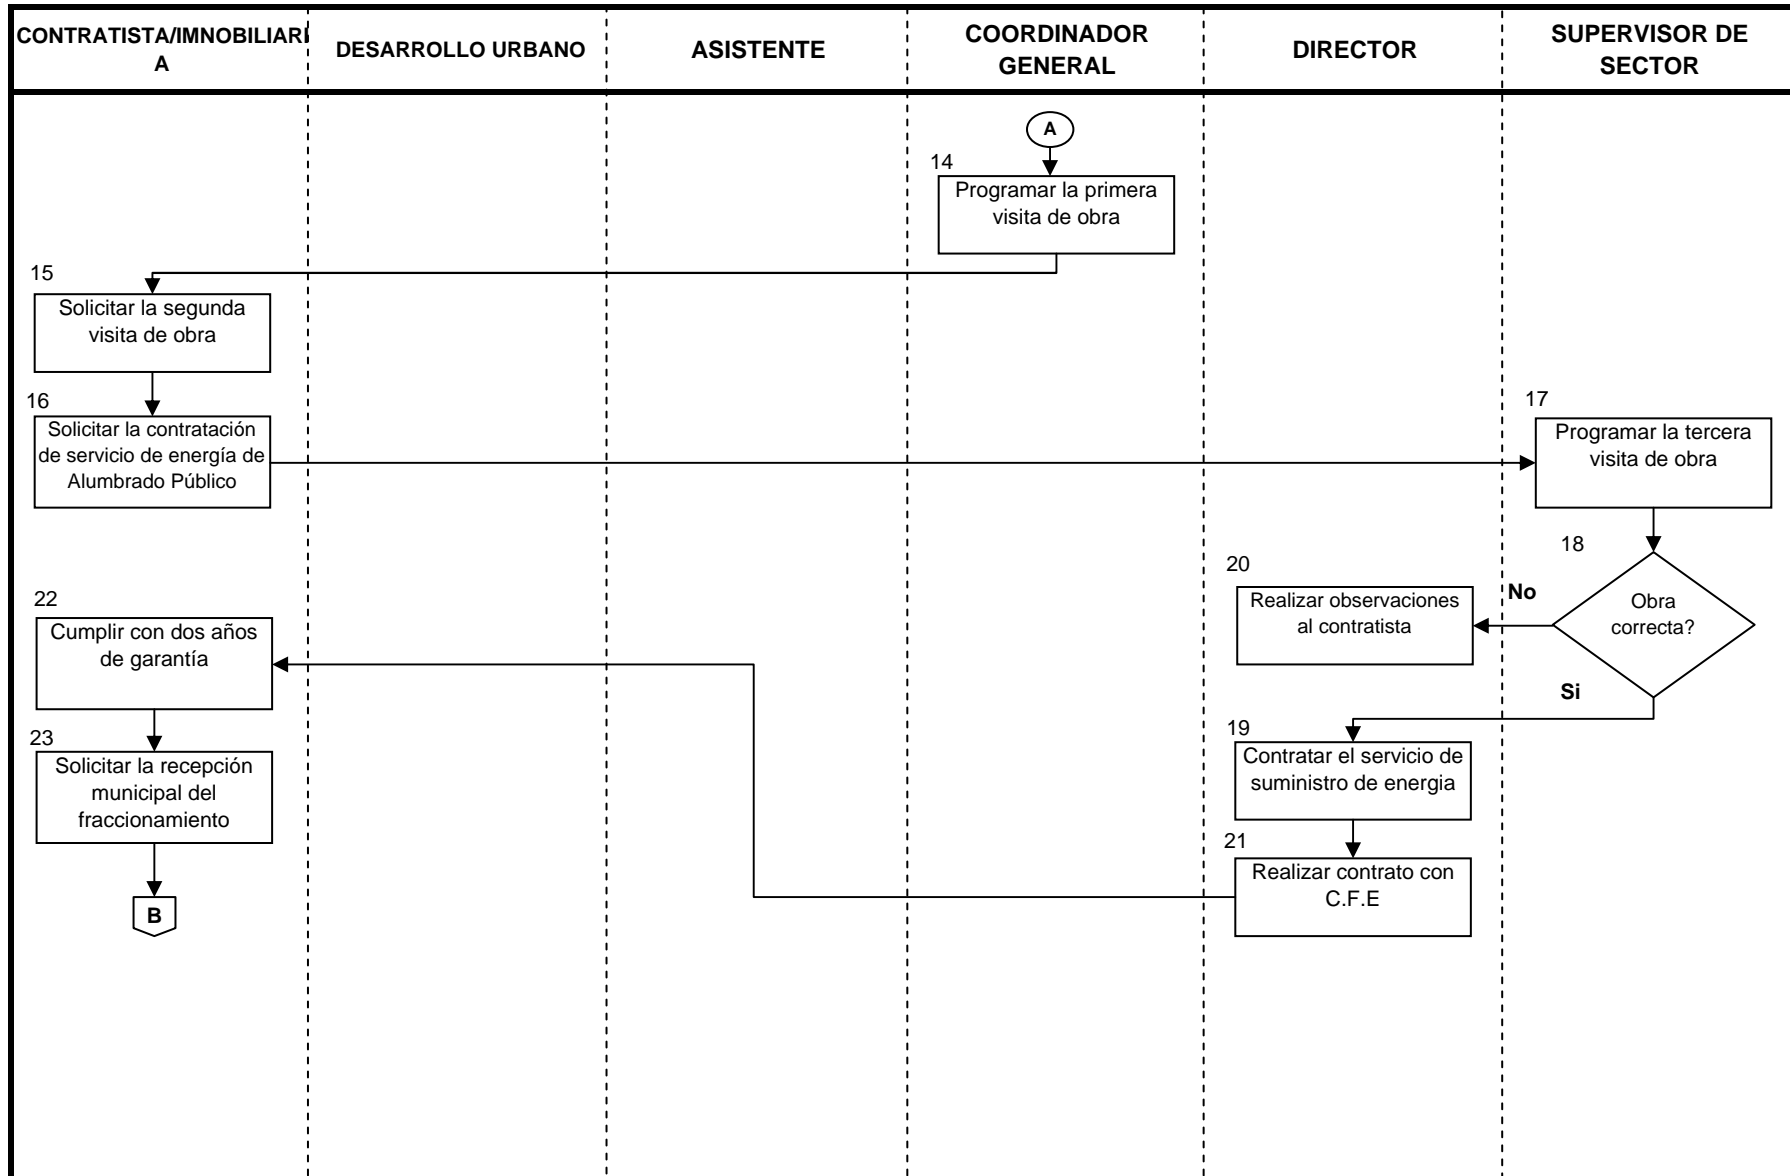 CONTRATISTA/IMNOBILIARI
A
DESARROLLO URBANO
ASISTENTE
COORDINADOR
GENERAL
DIRECTOR
SUPERVISOR DE
SECTOR
A
14
Programar la primera
visita de obra
15
Solicitar la segunda
visita de obra
16
Solicitar la contratación
de servicio de energía de
Alumbrado Público
17
Programar la tercera
visita de obra
18
Obra
correcta?
No
20
Realizar observaciones
al contratista
Si
19
Contratar el servicio de
suministro de energia
21
Realizar contrato con
C.F.E
22
Cumplir con dos años
de garantía
23
Solicitar la recepción
municipal del
fraccionamiento
B